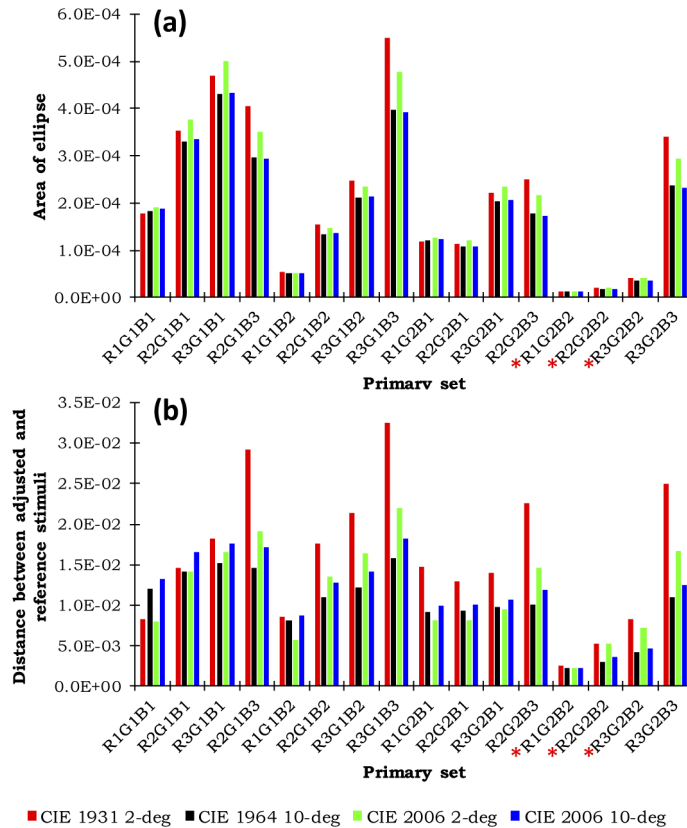 (a)
Area of ellipse
6.0E-04
5.0E-04
4.0E-04
3.0E-04
2.0E-04
1.0E-04
0.0E+00
R1G1B1
R2G1B1
R3G1B1
R2G1B3
R1G1B2
R2G1B2
R3G1B2
R3G1B3
R1G2B1
R2G2B1
R3G2B1
R2G2B3
*R1G2B2
*R2G2B2
*R3G2B2
R3G2B3
Primary set
(b)
Distance between adjusted and
reference stimuli
3.5E-02
3.0E-02
2.5E-02
2.0E-02
1.5E-02
1.0E-02
5.0E-03
0.0E+00
R1G1B1
R2G1B1
R3G1B1
R2G1B3
R1G1B2
R2G1B2
R3G1B2
R3G1B3
R1G2B1
R2G2B1
R3G2B1
R2G2B3
*R1G2B2
*R2G2B2
*R3G2B2
R3G2B3
Primary set
CIE 1931 2-deg CIE 1964 10-deg CIE 2006 2-deg CIE 2006 10-deg